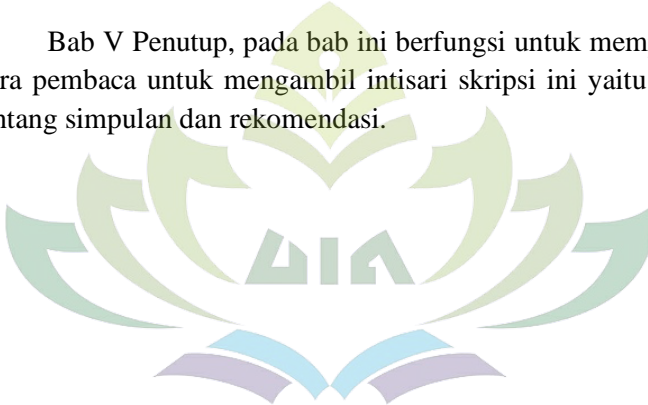 Bab V Penutup, pada bab ini berfungsi untuk mem
ra pembaca untuk mengambil intisari skripsi ini yaitu
ntang simpulan dan rekomendasi.
UIN